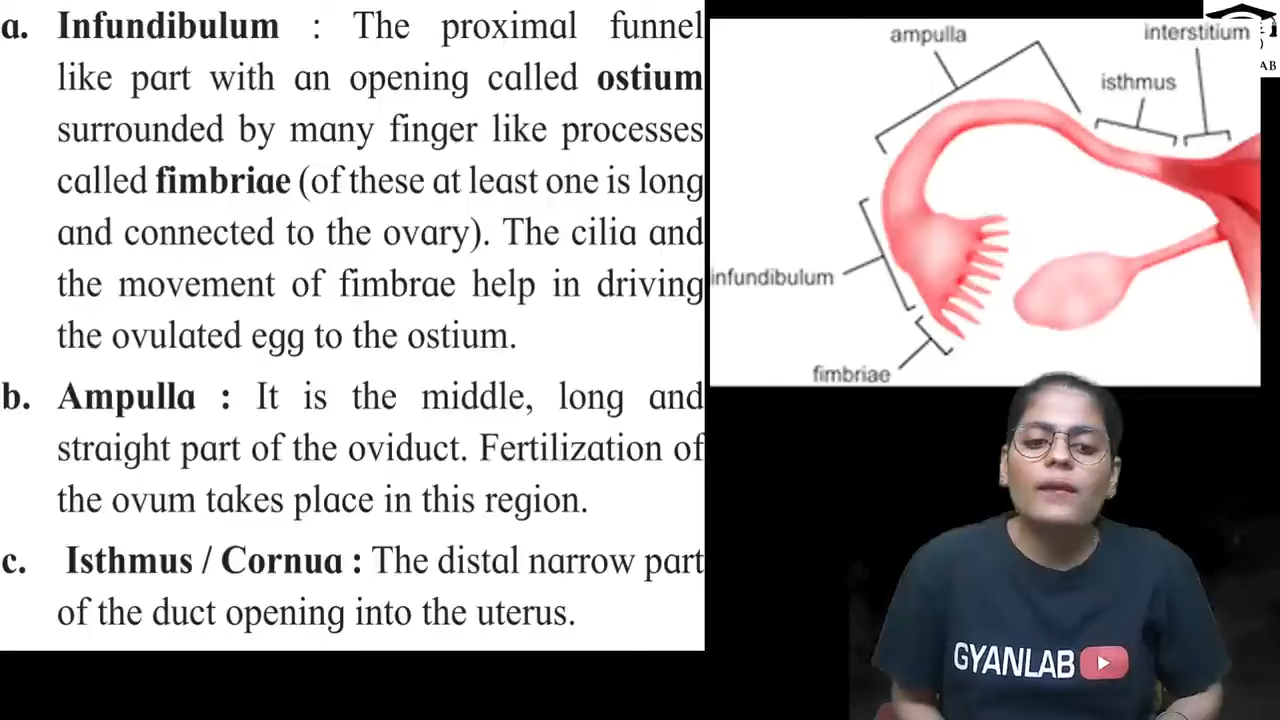 a. Infundibulum : The proximal funnel
like part with an opening called ostium
surrounded by many finger like processes
called fimbriae (of these at least one is long
and connected to the ovary). The cilia and
the movement of fimbrae help in driving
the ovulated egg to the ostium.
b. Ampulla : It is the middle, long and
straight part of the oviduct. Fertilization of
the ovum takes place in this region.
c. Isthmus / Cornua : The distal narrow part
of the duct opening into the uterus.
ampulla
interstitium
isthmus
infundibulum
fimbriae
AB
GYANLAB